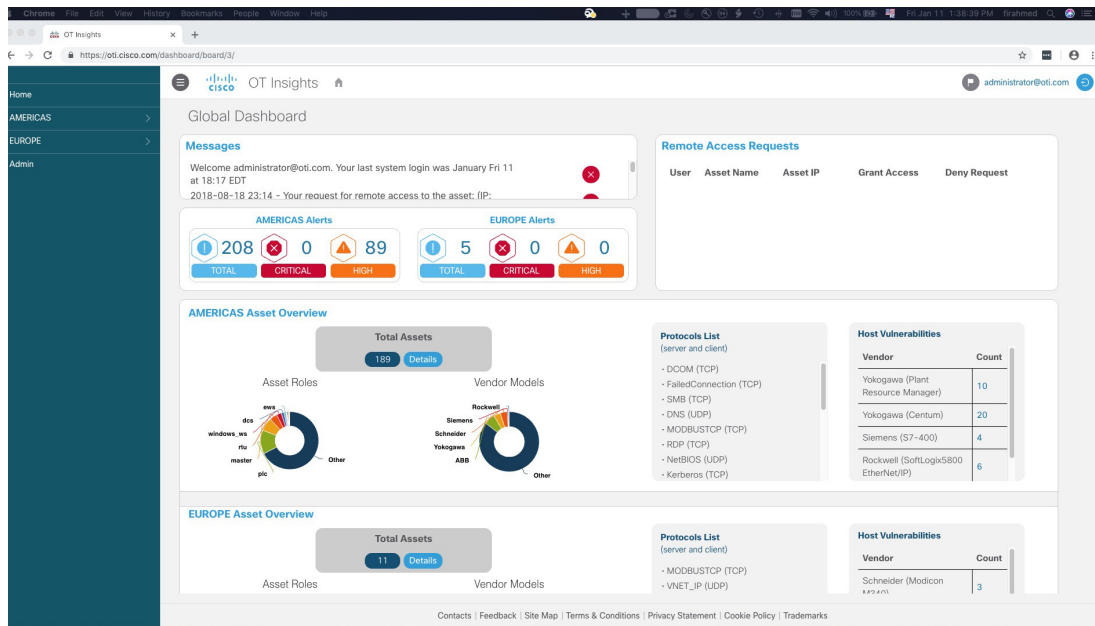 Chrome File Edit View History Bookmarks People Window Help
100% Fri Jan 11 1:38:39 PM firahmed
OT Insights
https://oti.cisco.com/dashboard/board/3/
Home
AMERICAS
EUROPE
Admin
CISCO OT Insights
administrator@oti.com
Global Dashboard
Messages
Welcome administrator@oti.com. Your last system login was January Fri 11
at 18:17 EDT
2018-08-18 23:14 - Your request for remote access to the asset: (IP:
Remote Access Requests
User Asset Name Asset IP Grant Access Deny Request
AMERICAS Alerts
208 0 89
TOTAL CRITICAL HIGH
EUROPE Alerts
5 0 0
TOTAL CRITICAL HIGH
AMERICAS Asset Overview
Total Assets
189 Details
Asset Roles
ews
dcs
windows_ws
rtu
master
plc
Other
Vendor Models
Rockwell
Siemens
Schneider
Yokogawa
ABB
Other
Protocols List
(server and client)
- DCOM (TCP)
- FailedConnection (TCP)
- SMB (TCP)
- DNS (UDP)
- MODBUSTCP (TCP)
- RDP (TCP)
- NetBIOS (UDP)
- Kerberos (TCP)
Host Vulnerabilities
Vendor Count
Yokogawa (Plant
Resource Manager) 10
Yokogawa (Centum) 20
Siemens (S7-400) 4
Rockwell (SoftLogix5800
EtherNet/IP) 6
EUROPE Asset Overview
Total Assets
11 Details
Asset Roles
Vendor Models
Protocols List
(server and client)
- MODBUSTCP (TCP)
- VNET_IP (UDP)
Host Vulnerabilities
Vendor Count
Schneider (Modicon
M340) 3
Contacts | Feedback | Site Map | Terms & Conditions | Privacy Statement | Cookie Policy | Trademarks